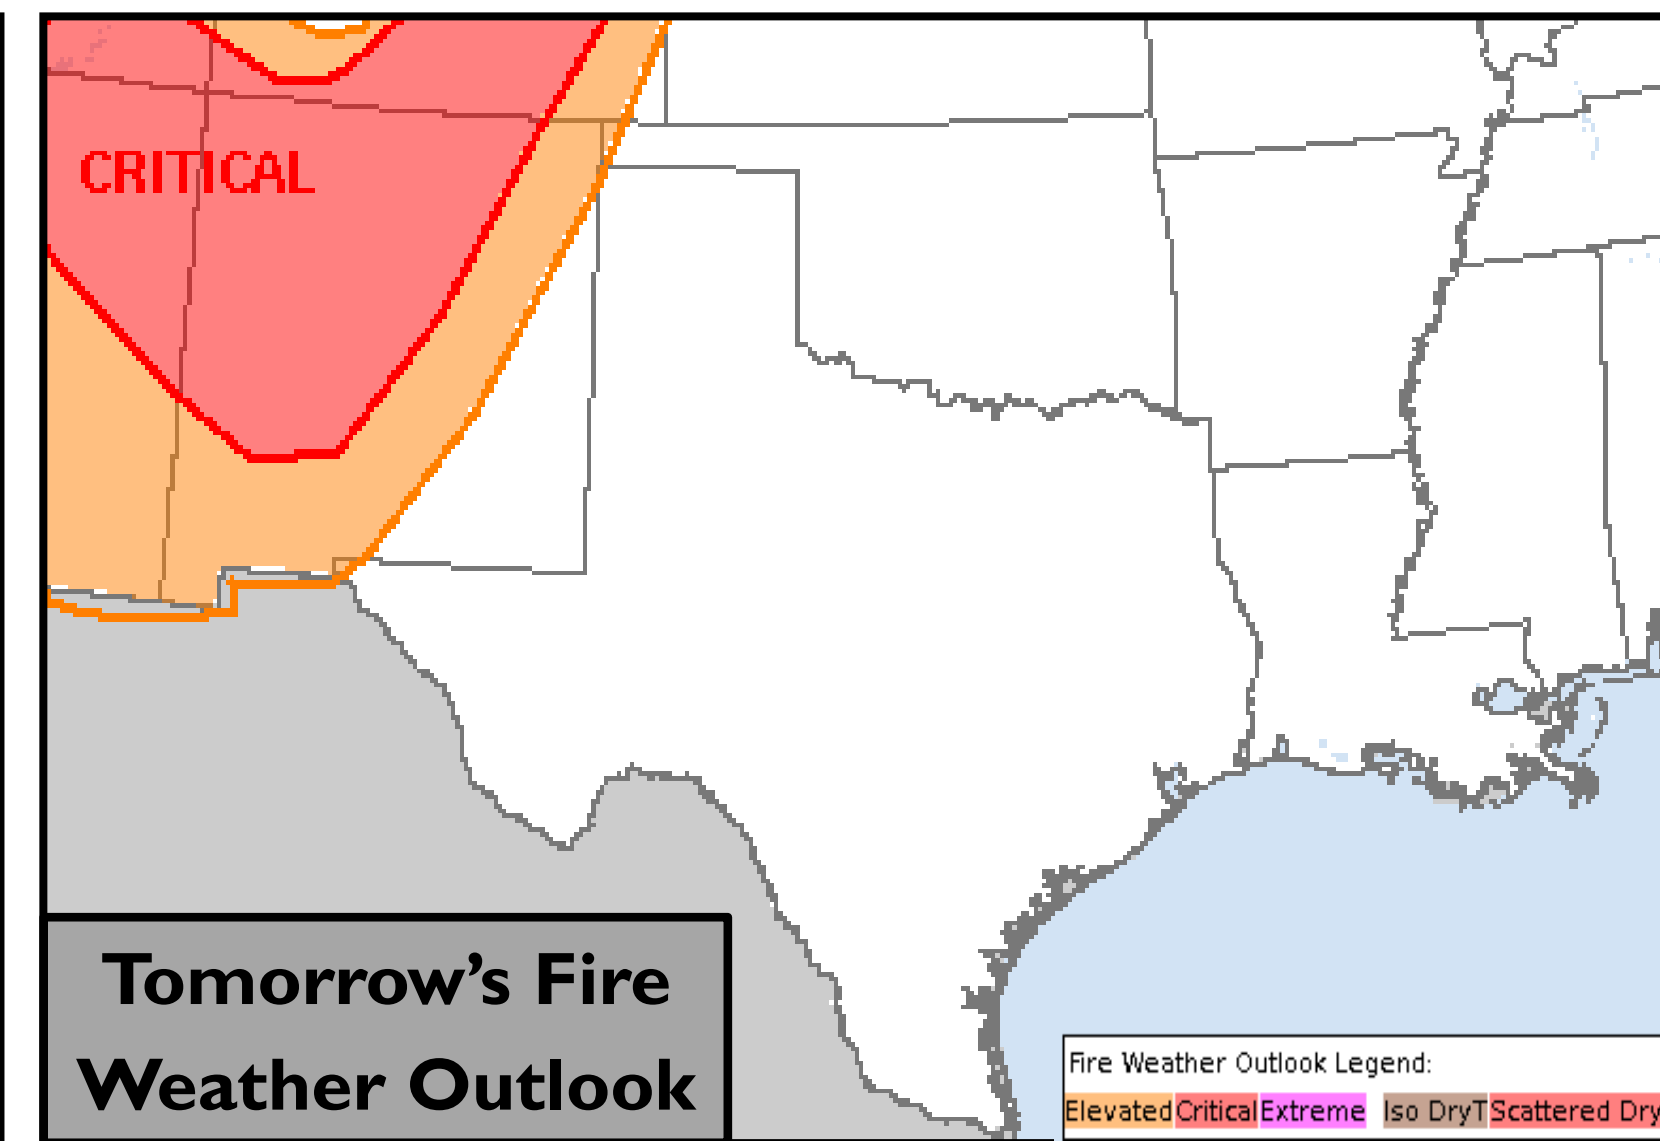 CRITICAL
Tomorrow’s Fire
Weather Outlook
Fire Weather Outlook Legend:
Elevated Critical Extreme Iso DryT Scattered Dry